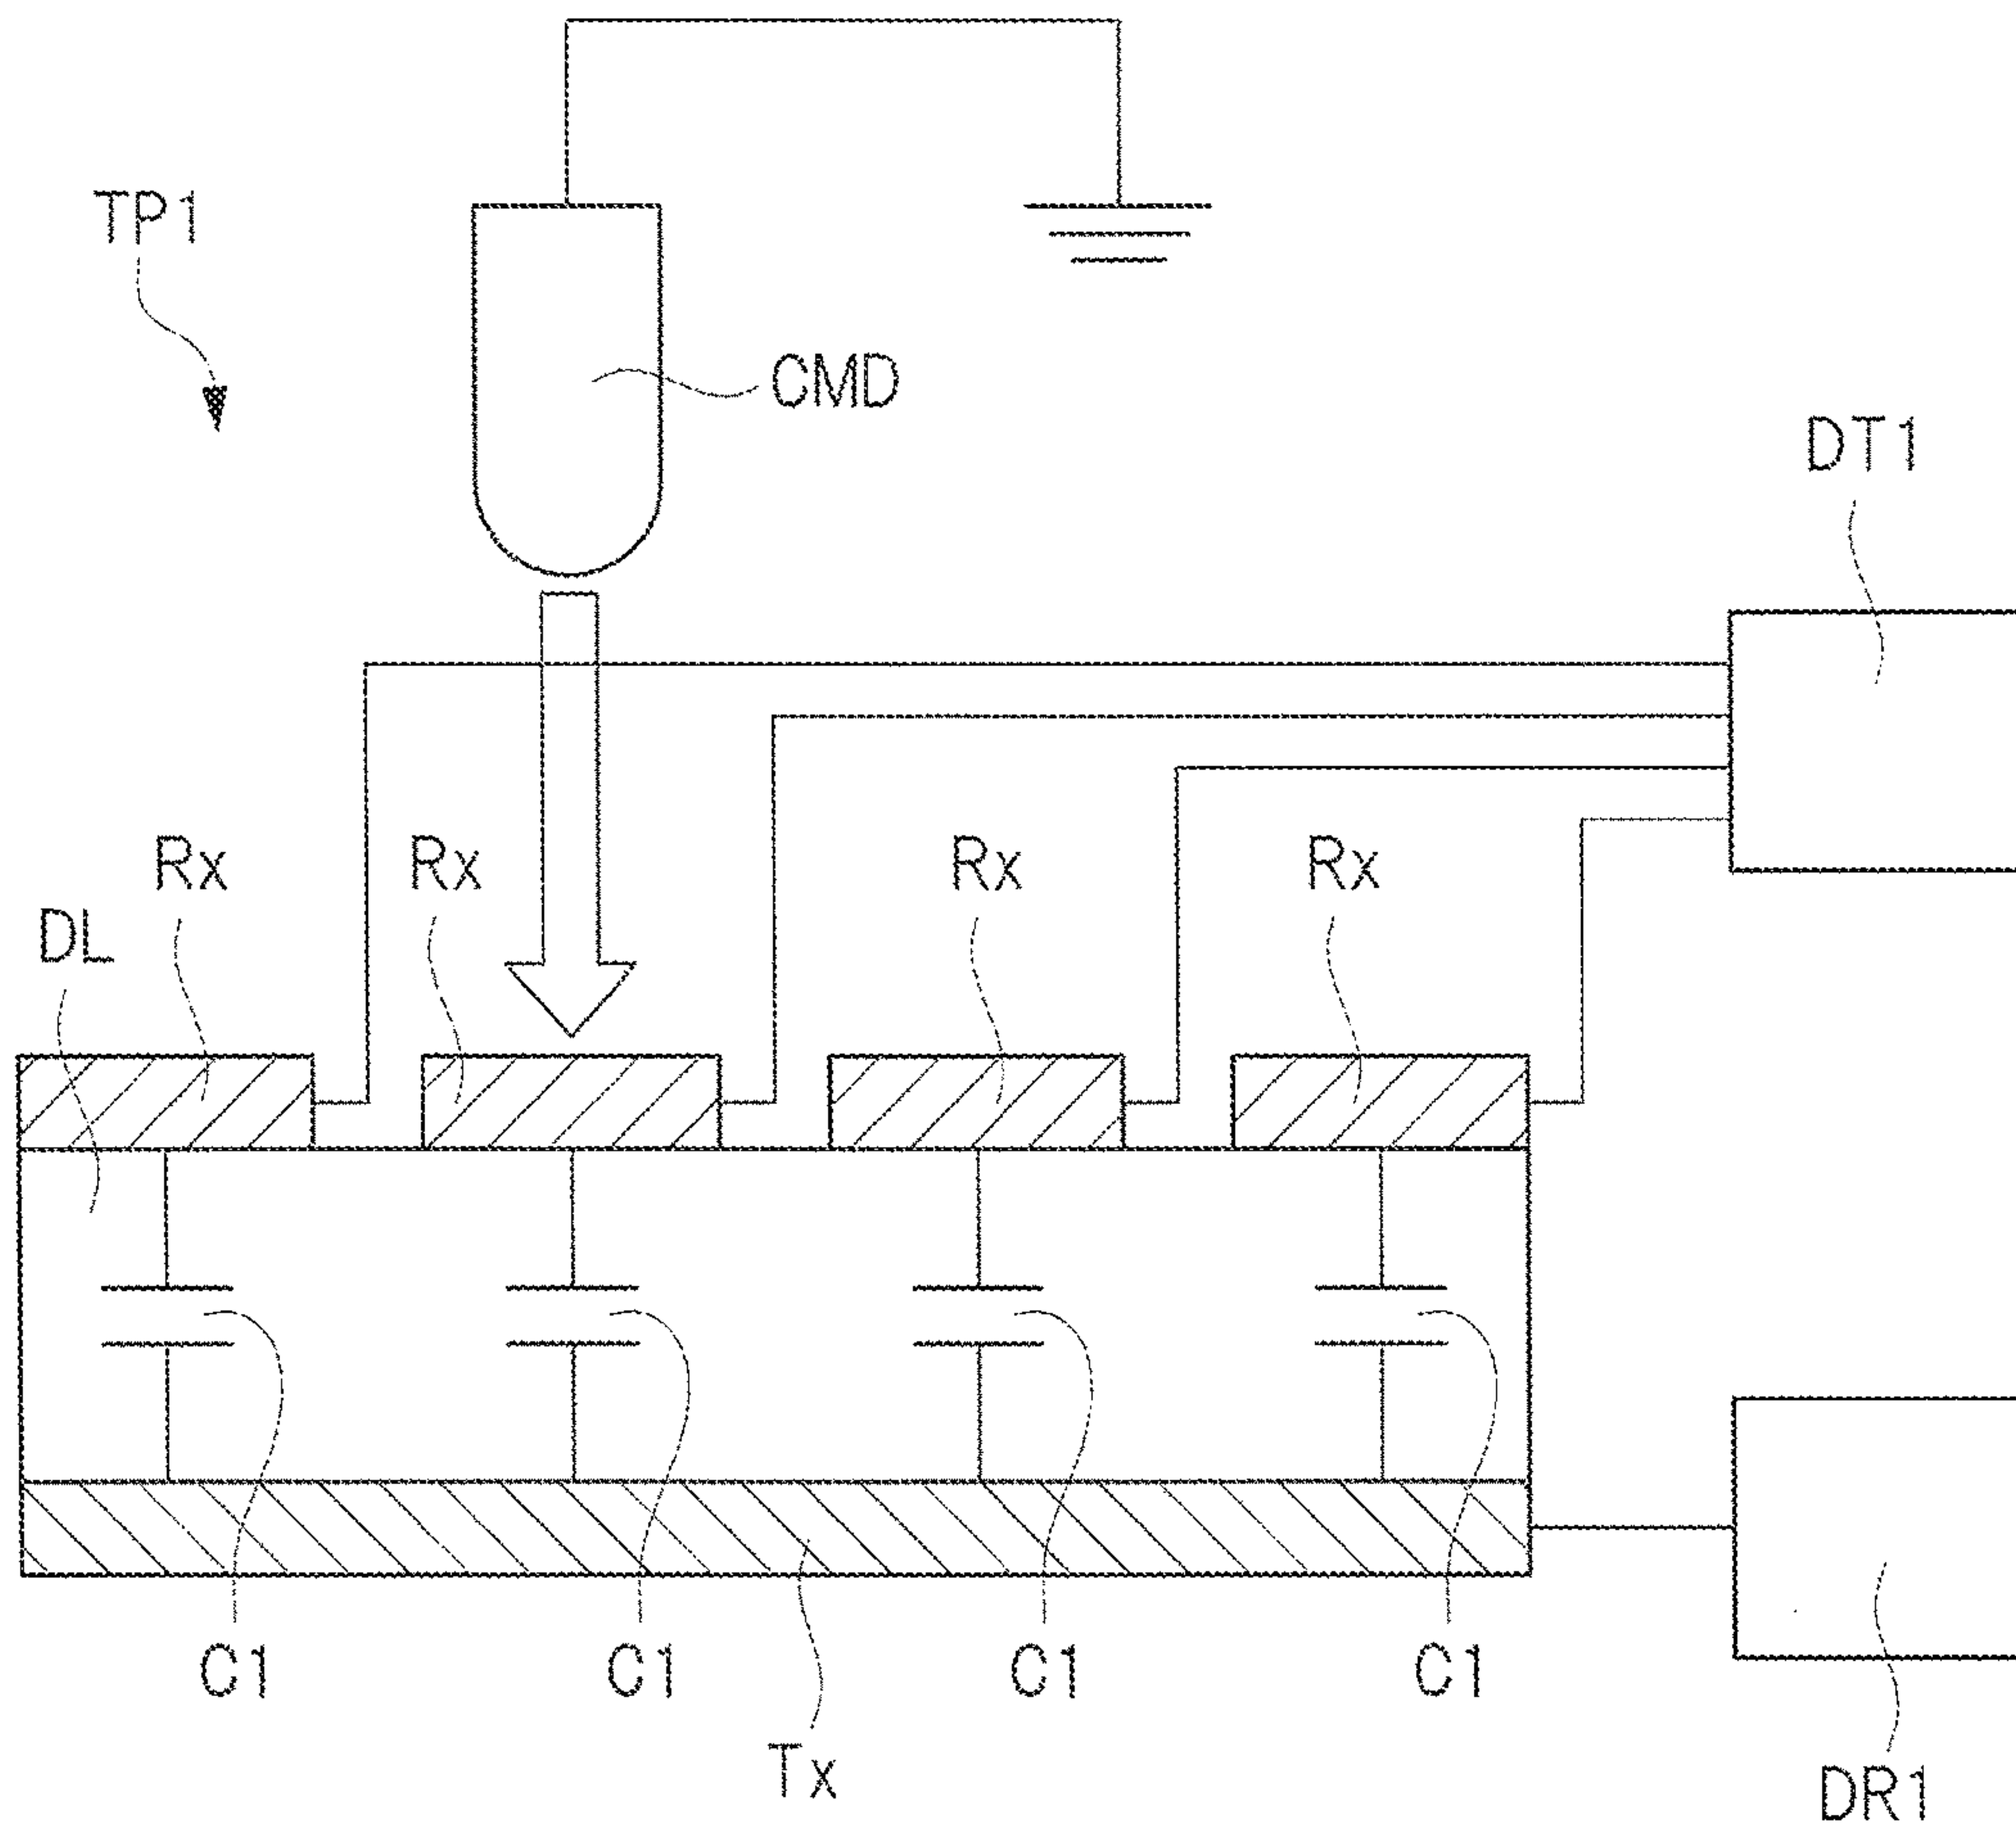 TP1
CMD
DT1
Rx Rx Rx Rx
DL
C1 C1 C1 C1
Tx
DR1